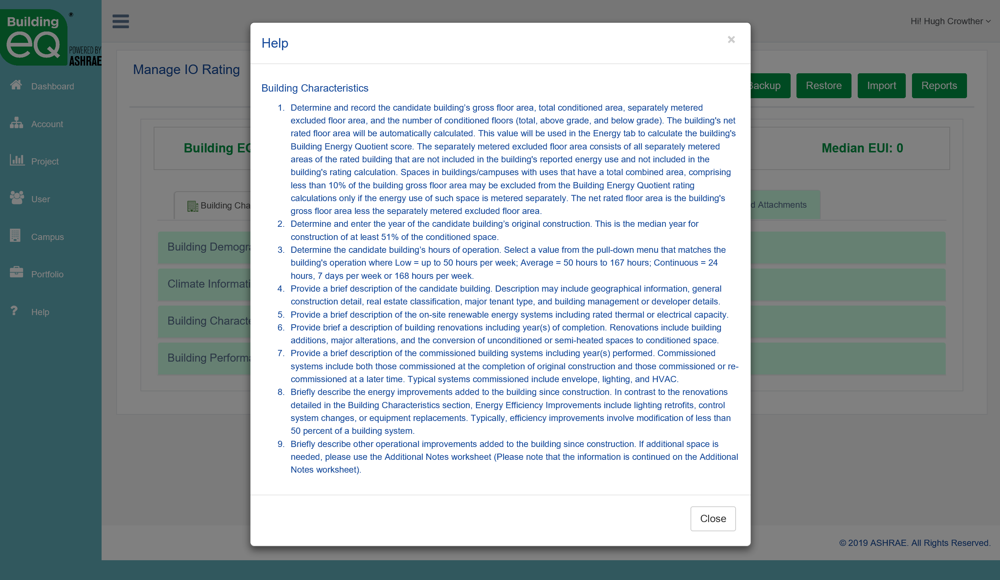 Building ®
eQ
POWERED BY
ASHRAE
Dashboard
Account
Project
User
Campus
Portfolio
Help
Hi! Hugh Crowther
Manage IO Rating
Backup
Restore
Import
Reports
Building EQ
Median EUI: 0
Building Cha
d Attachments
Building Demogra
Climate Informati
Building Characte
Building Performa
Help
×
Building Characteristics
1. Determine and record the candidate building’s gross floor area, total conditioned area, separately metered
excluded floor area, and the number of conditioned floors (total, above grade, and below grade). The building's net
rated floor area will be automatically calculated. This value will be used in the Energy tab to calculate the building's
Building Energy Quotient score. The separately metered excluded floor area consists of all separately metered
areas of the rated building that are not included in the building's reported energy use and not included in the
building's rating calculation. Spaces in buildings/campuses with uses that have a total combined area, comprising
less than 10% of the building gross floor area may be excluded from the Building Energy Quotient rating
calculations only if the energy use of such space is metered separately. The net rated floor area is the building's
gross floor area less the separately metered excluded floor area.
2. Determine and enter the year of the candidate building’s original construction. This is the median year for
construction of at least 51% of the conditioned space.
3. Determine the candidate building’s hours of operation. Select a value from the pull-down menu that matches the
building's operation where Low = up to 50 hours per week; Average = 50 hours to 167 hours; Continuous = 24
hours, 7 days per week or 168 hours per week.
4. Provide a brief description of the candidate building. Description may include geographical information, general
construction detail, real estate classification, major tenant type, and building management or developer details.
5. Provide a brief description of the on-site renewable energy systems including rated thermal or electrical capacity.
6. Provide brief a description of building renovations including year(s) of completion. Renovations include building
additions, major alterations, and the conversion of unconditioned or semi-heated spaces to conditioned space.
7. Provide a brief description of the commissioned building systems including year(s) performed. Commissioned
systems include both those commissioned at the completion of original construction and those commissioned or re-
commissioned at a later time. Typical systems commissioned include envelope, lighting, and HVAC.
8. Briefly describe the energy improvements added to the building since construction. In contrast to the renovations
detailed in the Building Characteristics section, Energy Efficiency Improvements include lighting retrofits, control
system changes, or equipment replacements. Typically, efficiency improvements involve modification of less than
50 percent of a building system.
9. Briefly describe other operational improvements added to the building since construction. If additional space is
needed, please use the Additional Notes worksheet (Please note that the information is continued on the Additional
Notes worksheet).
Close
© 2019 ASHRAE. All Rights Reserved.